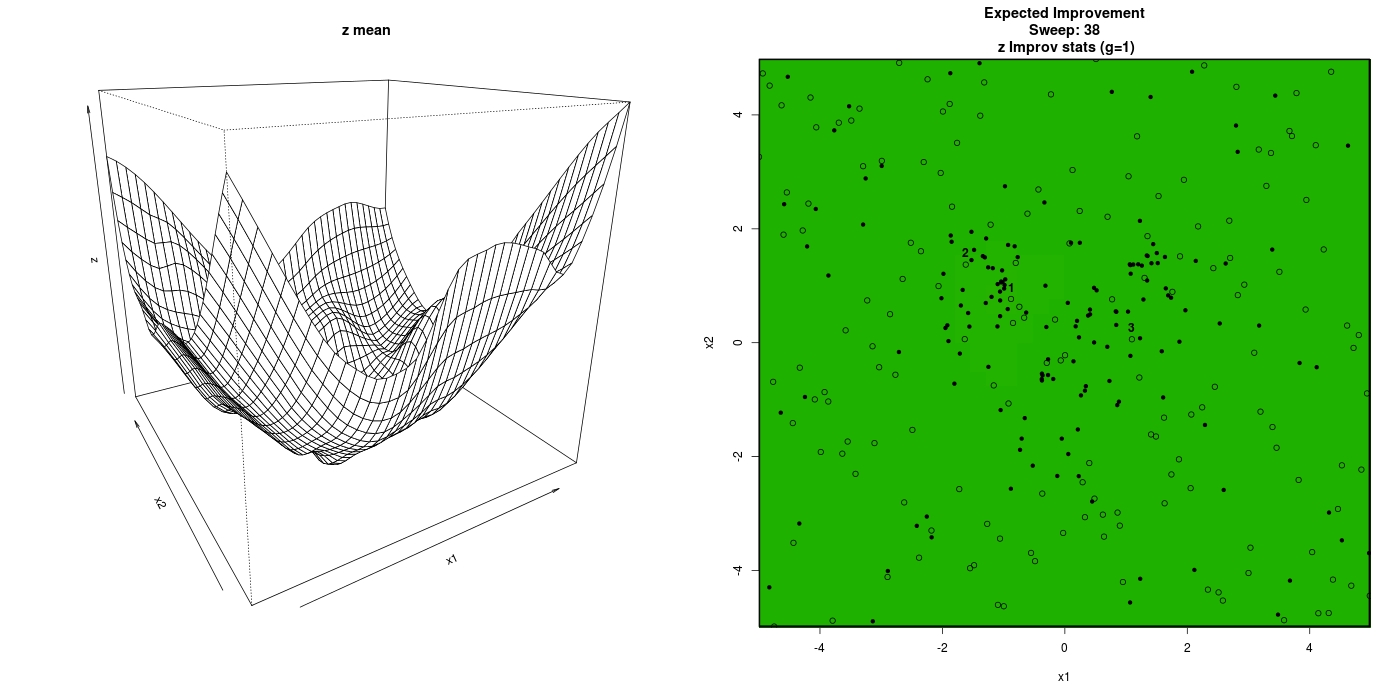 z mean
z
x2
x1
Expected Improvement
Sweep: 38
z Improv stats (g=1)
x2
4
2
0
-2
-4
2
1
3
-4
-2
0
2
4
x1